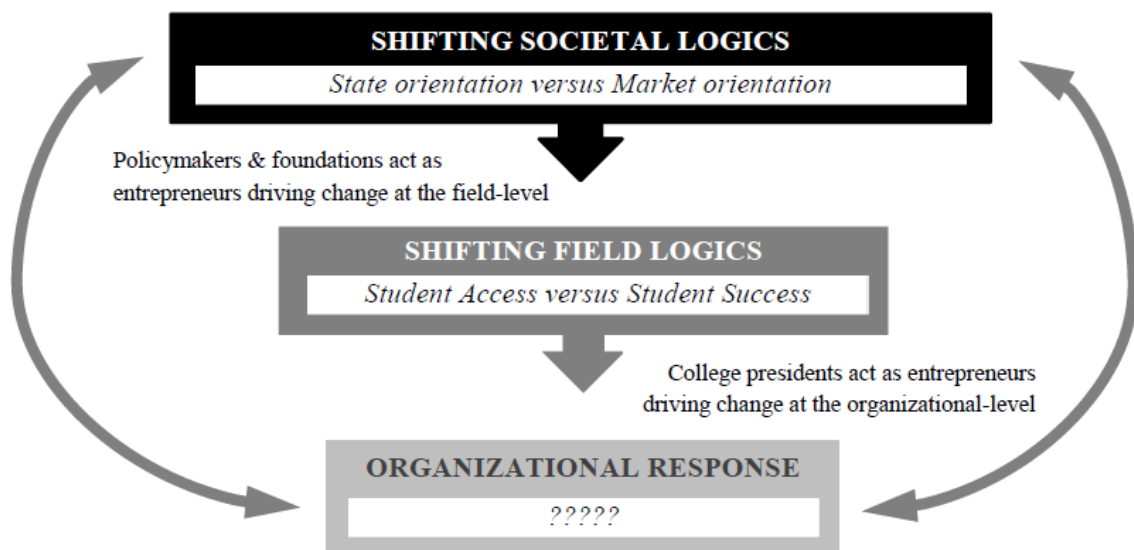 SHIFTING SOCIETAL LOGICS
State orientation versus Market orientation
Policymakers & foundations act as
entrepreneurs driving change at the field-level
SHIFTING FIELD LOGICS
Student Access versus Student Success
College presidents act as entrepreneurs
driving change at the organizational-level
ORGANIZATIONAL RESPONSE
?????